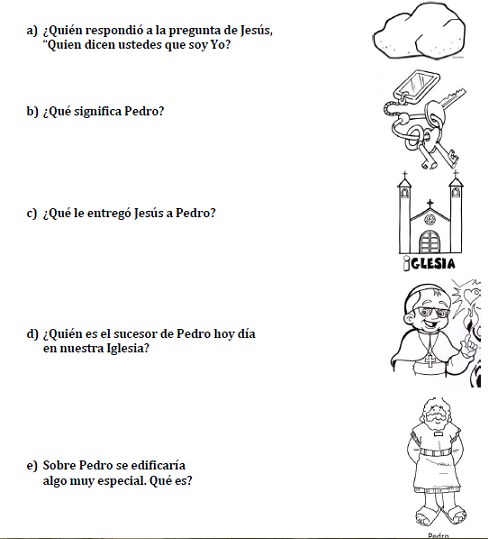 a) ¿Quién respondió a la pregunta de Jesús,
“Quien dicen ustedes que soy Yo?
b) ¿Qué significa Pedro?
c) ¿Qué le entregó Jesús a Pedro?
iGLESIA
d) ¿Quién es el sucesor de Pedro hoy día
en nuestra Iglesia?
e) Sobre Pedro se edificaría
algo muy especial. Qué es?
Pedro